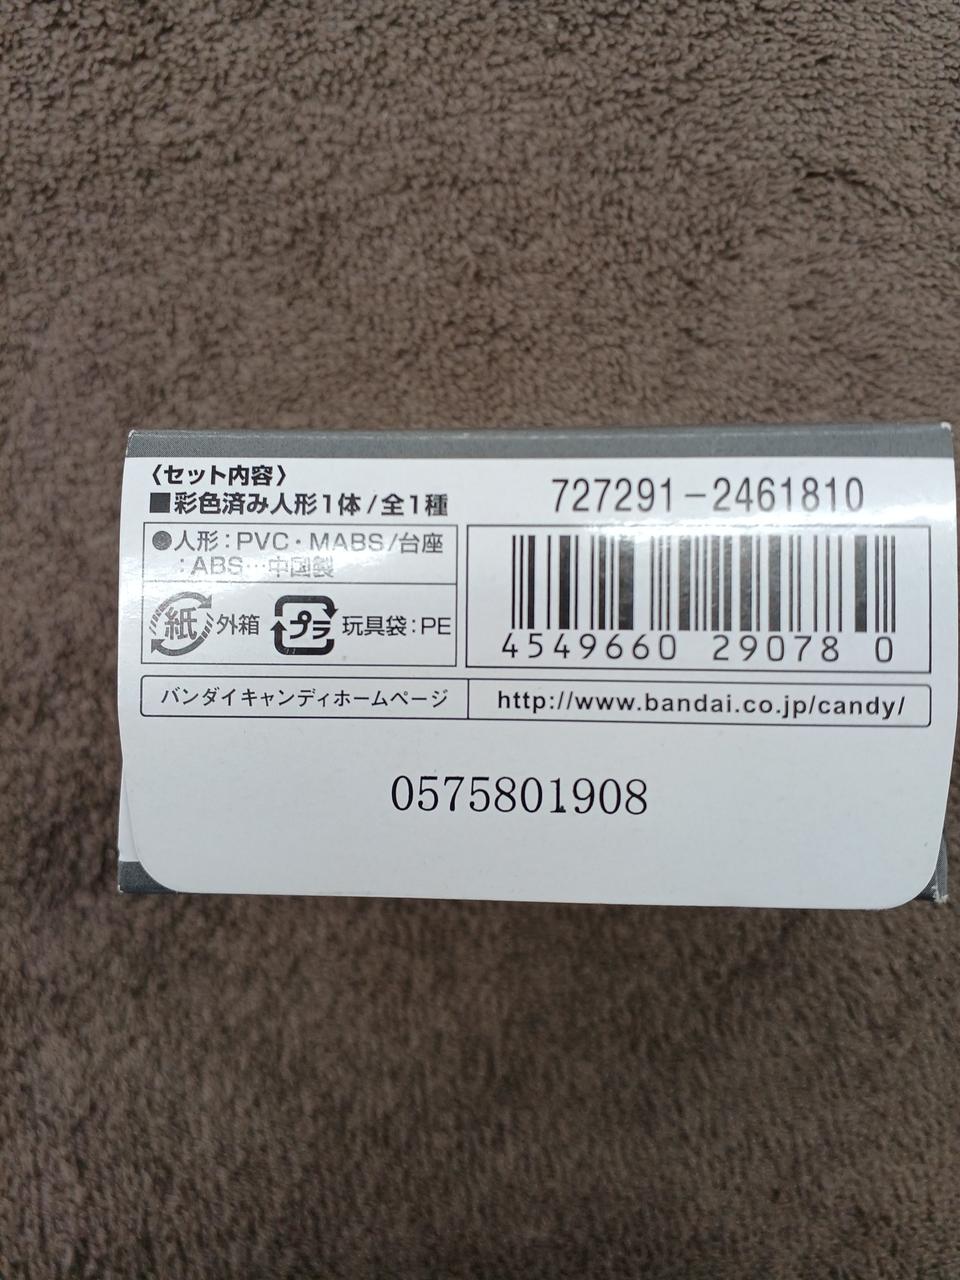 〈セット内容〉
■彩色済み人形1体/全1種
●人形:PVC・MABS/台座
:ABS…中国製
紙 外箱 プラ 玩具袋:PE
727291-2461810
4549660 29078 0
バンダイキャンディホームページ http://www.bandai.co.jp/candy/
0575801908